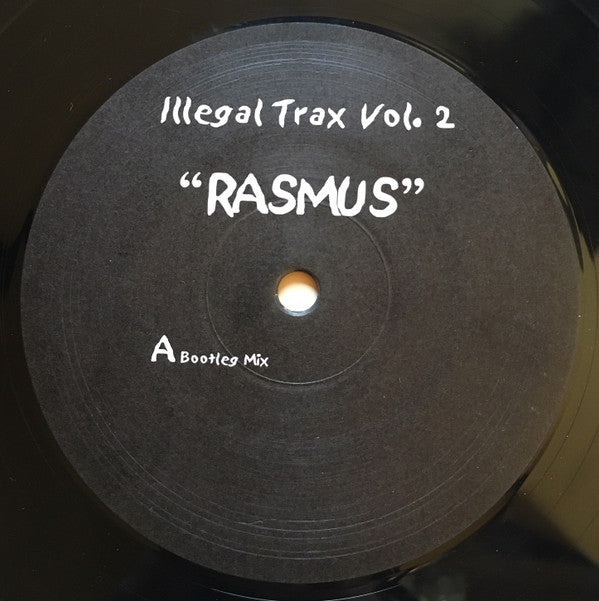 Illegal Trax Vol. 2
“RASMUS”
A Bootleg Mix